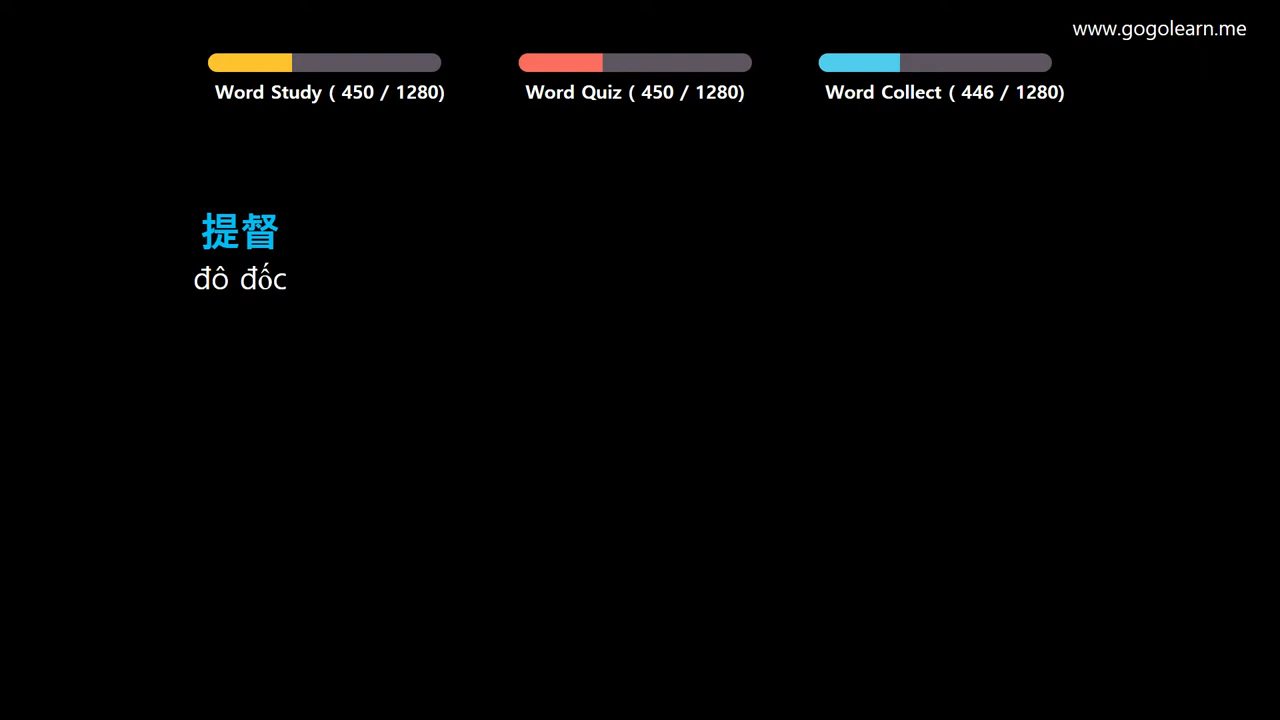 www.gogolearn.me
Word Study ( 450 / 1280)
Word Quiz ( 450 / 1280)
Word Collect ( 446 / 1280)
提督
đô đốc